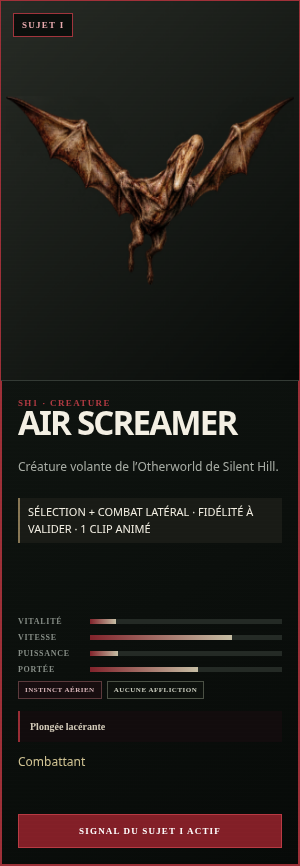 SUJET I
SH1 · CREATURE
AIR SCREAMER
Créature volante de l’Otherworld de Silent Hill.
SÉLECTION + COMBAT LATÉRAL · FIDÉLITÉ À
VALIDER · 1 CLIP ANIMÉ
VITALITÉ
VITESSE
PUISSANCE
PORTÉE
INSTINCT AÉRIEN AUCUNE AFFLICTION
Plongée lacérante
Combattant
SIGNAL DU SUJET I ACTIF